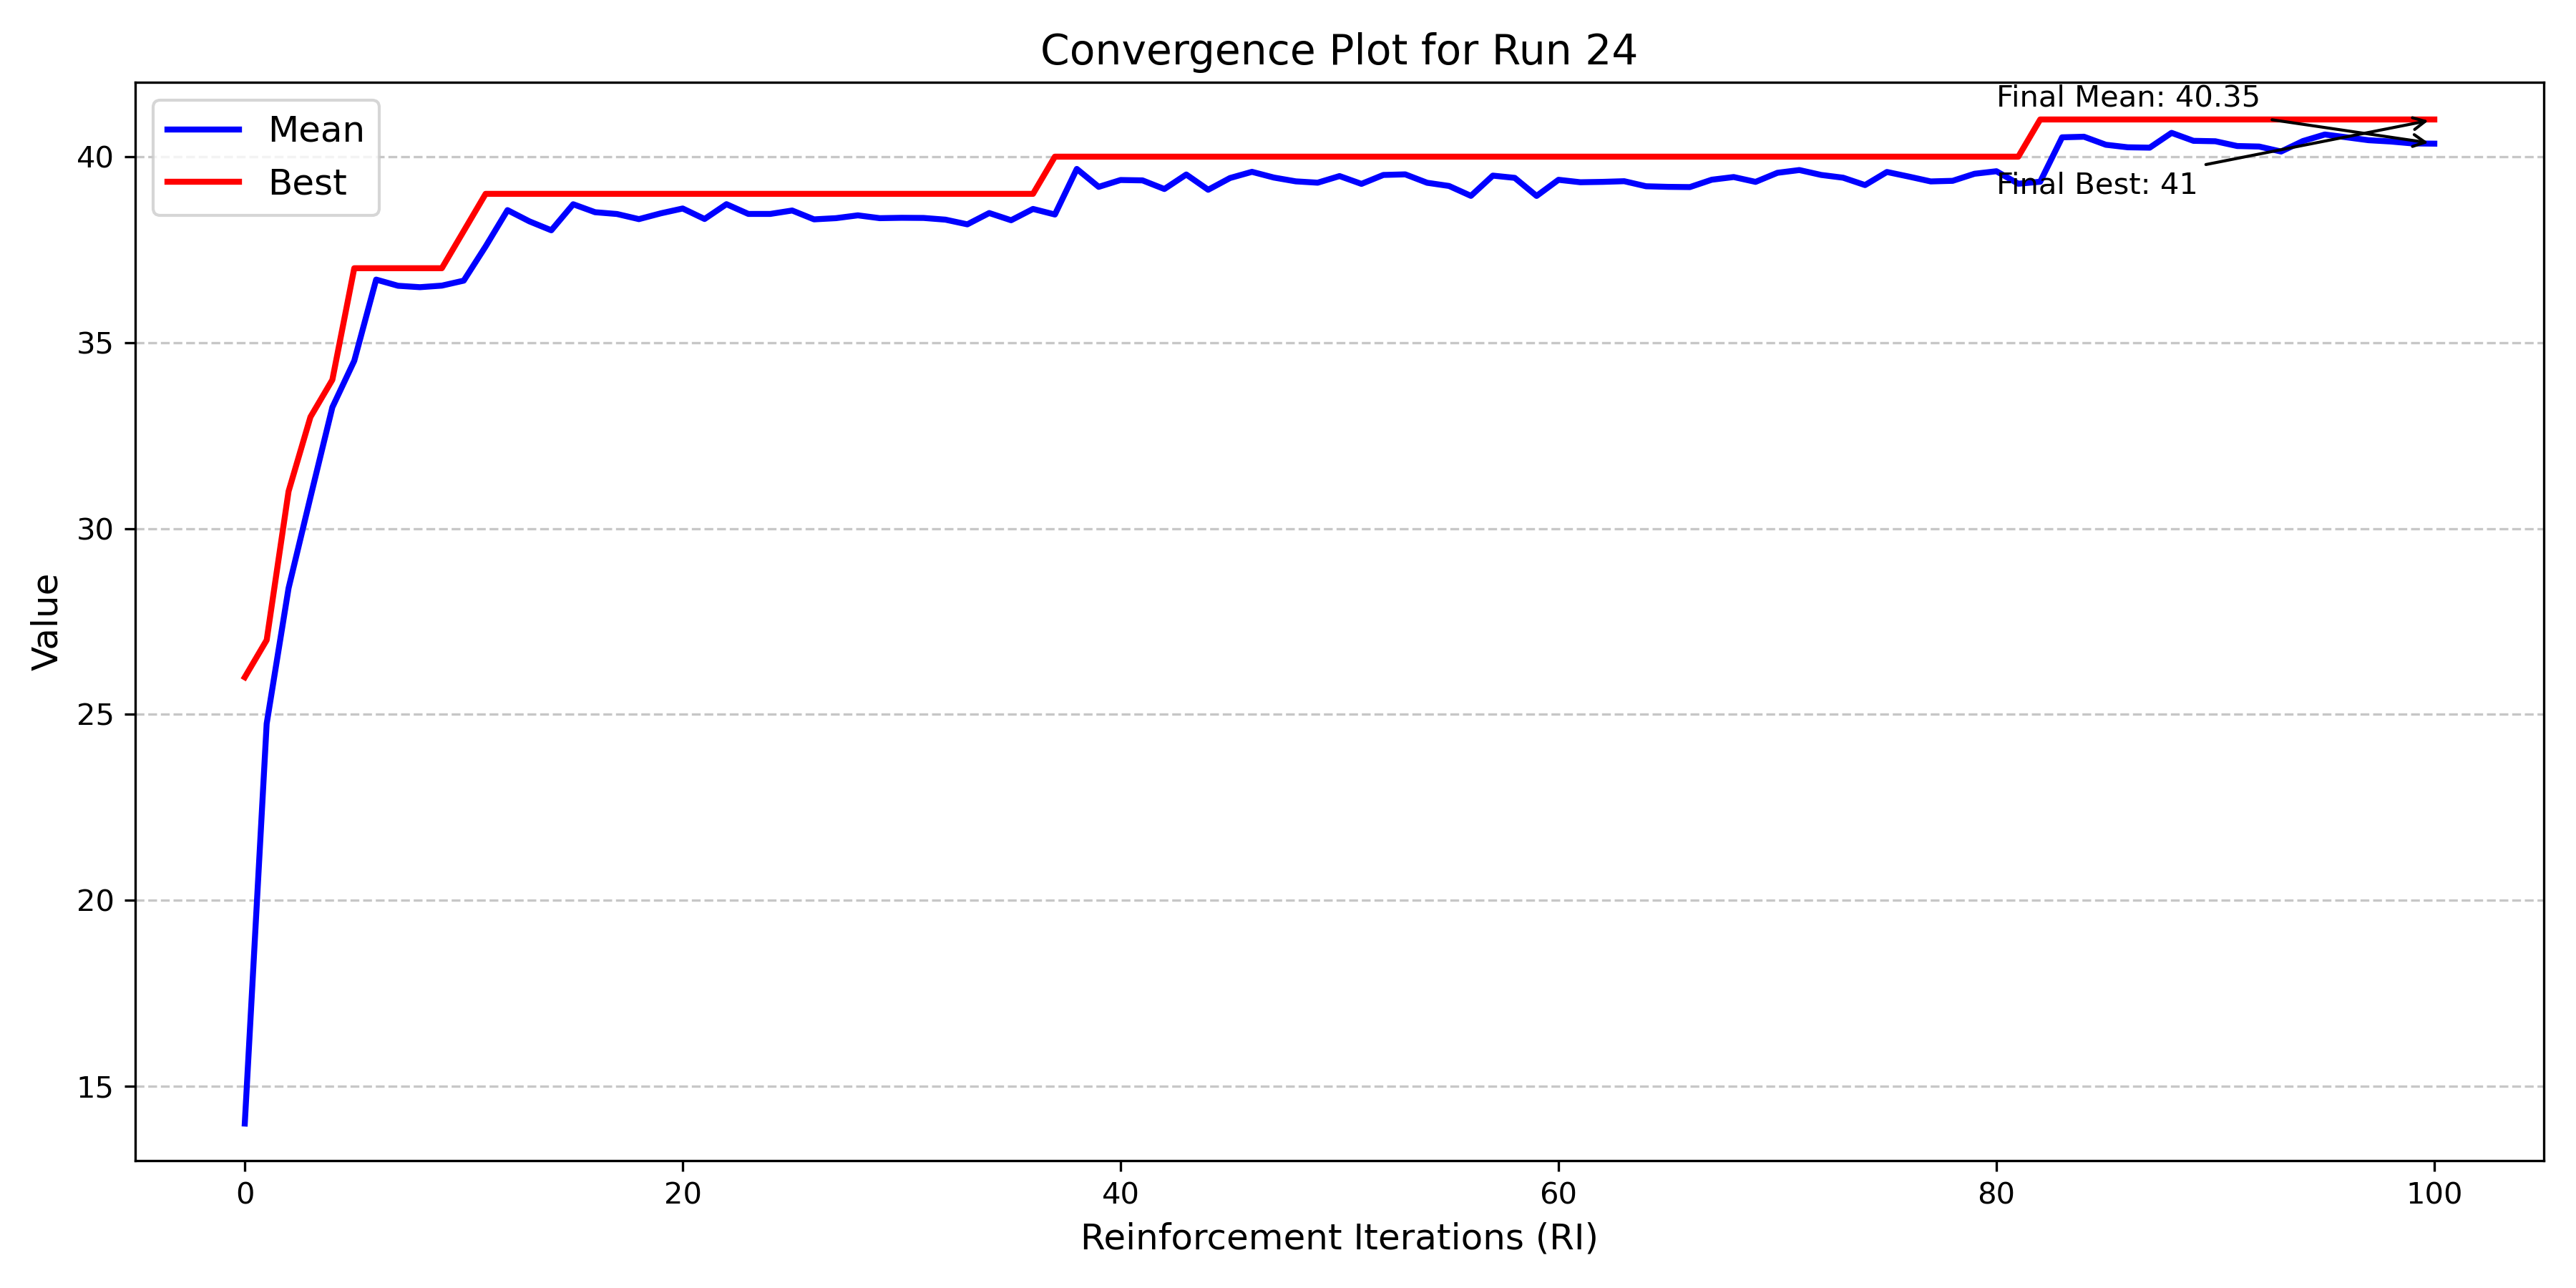 Convergence Plot for Run 24
Mean
Best
Final Mean: 40.35
Final Best: 41
40
35
30
25
20
15
Value
0
20
40
60
80
100
Reinforcement Iterations (RI)